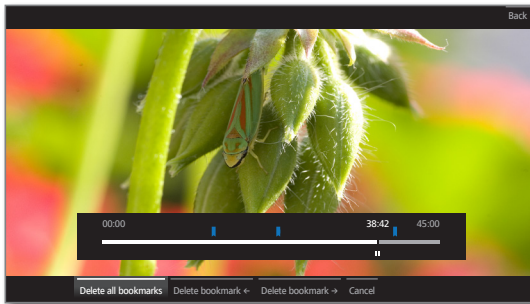 Back
00:00 38:42 45:00
Delete all bookmarks Delete bookmark ← Delete bookmark → Cancel